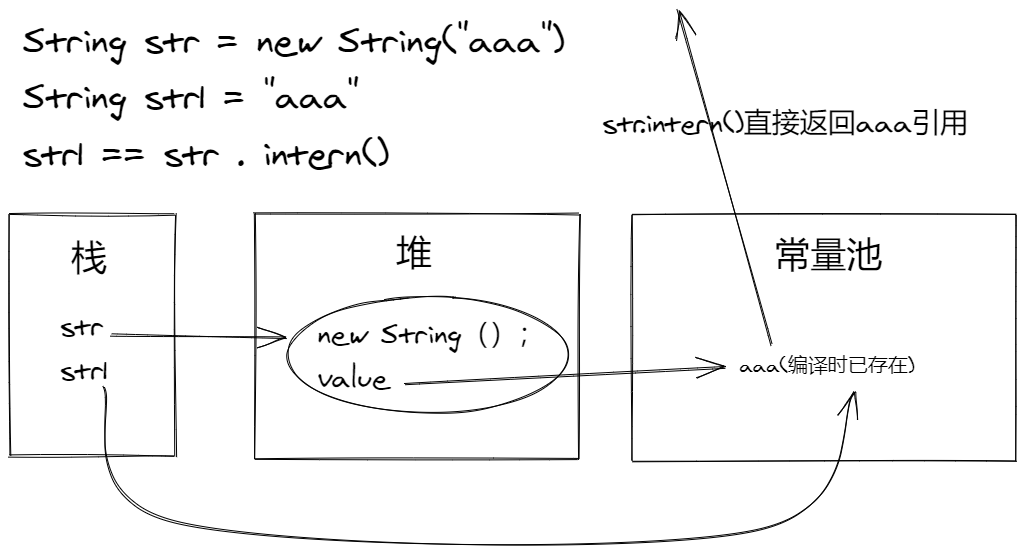 String str = new String("aaa")
String str1 = "aaa"
str1 == str . intern()
str.intern()直接返回aaa引用
栈
堆
常量池
str
str1
new String () ;
value
aaa(编译时已存在)